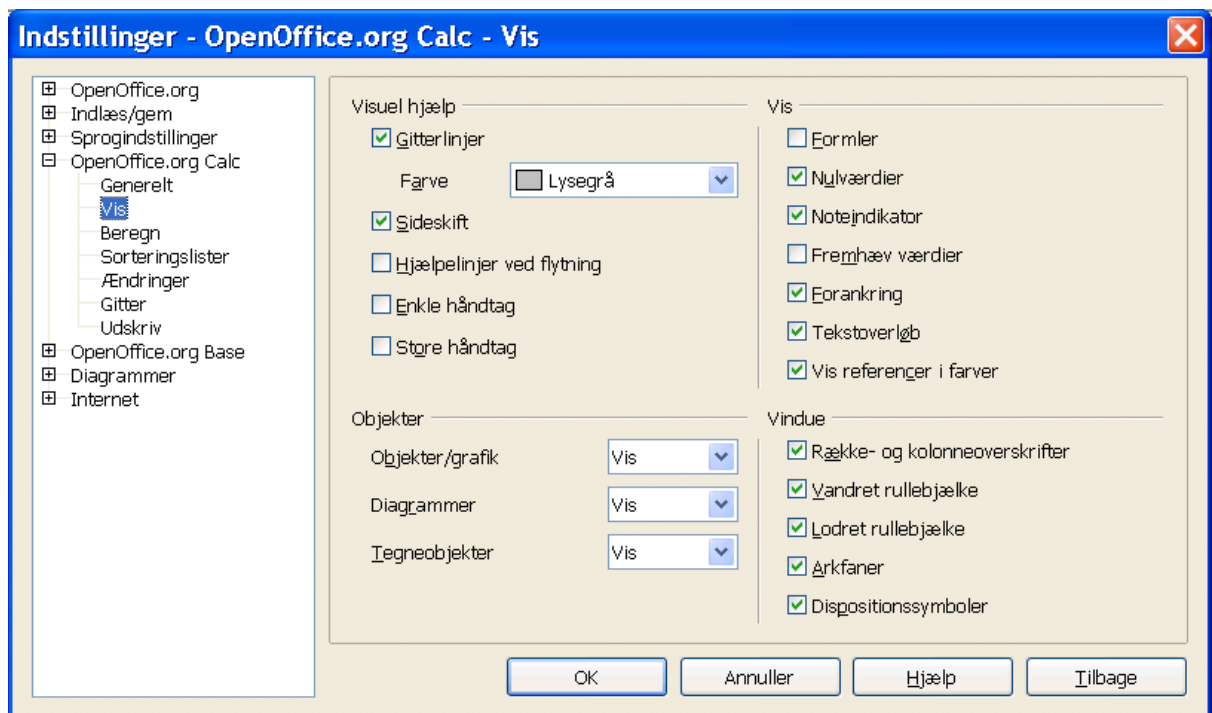 Indstillinger - OpenOffice.org Calc - Vis
OpenOffice.org
Indlæs/gem
Sprogindstillinger
OpenOffice.org Calc
Generelt
Vis
Beregn
Sorteringslister
Ændringer
Gitter
Udskriv
OpenOffice.org Base
Diagrammer
Internet
Visuel hjælp
Gitterlinjer
Farve Lysegrå
Sideskift
Hjælpelinjer ved flytning
Enkle håndtag
Store håndtag
Vis
Formler
Nulværdier
Noteindikator
Fremhæv værdier
Forankring
Tekstoverløb
Vis referencer i farver
Objekter
Objekter/grafik Vis
Diagrammer Vis
Tegneobjekter Vis
Vindue
Række- og kolonneoverskrifter
Vandret rullebjælke
Lodret rullebjælke
Arkfaner
Dispositionssymboler
OK Annuller Hjælp Tilbage